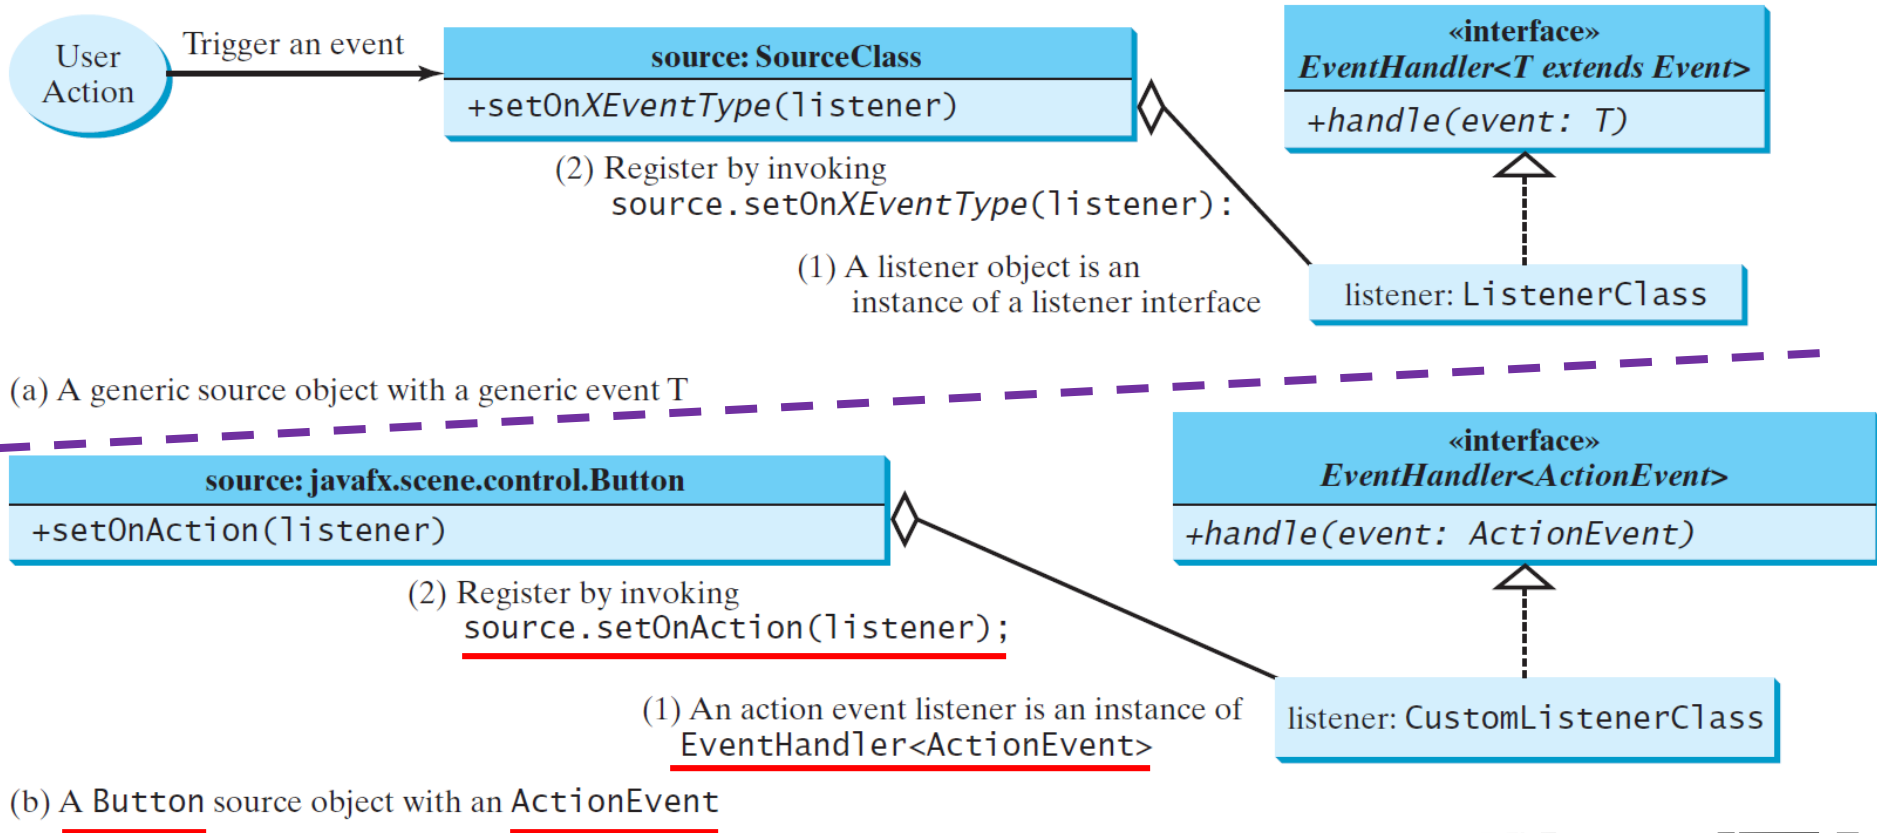 User
Action
Trigger an event
source: SourceClass
+setOnXEventType(listener)
«interface»
EventHandler<T extends Event>
+handle(event: T)
(2) Register by invoking
source.setOnXEventType(listener):
(1) A listener object is an
instance of a listener interface
listener: ListenerClass
(a) A generic source object with a generic event T
source: javafx.scene.control.Button
+setOnAction(listener)
«interface»
EventHandler<ActionEvent>
+handle(event: ActionEvent)
(2) Register by invoking
source.setOnAction(listener);
(1) An action event listener is an instance of
EventHandler<ActionEvent>
listener: CustomListenerClass
(b) A Button source object with an ActionEvent